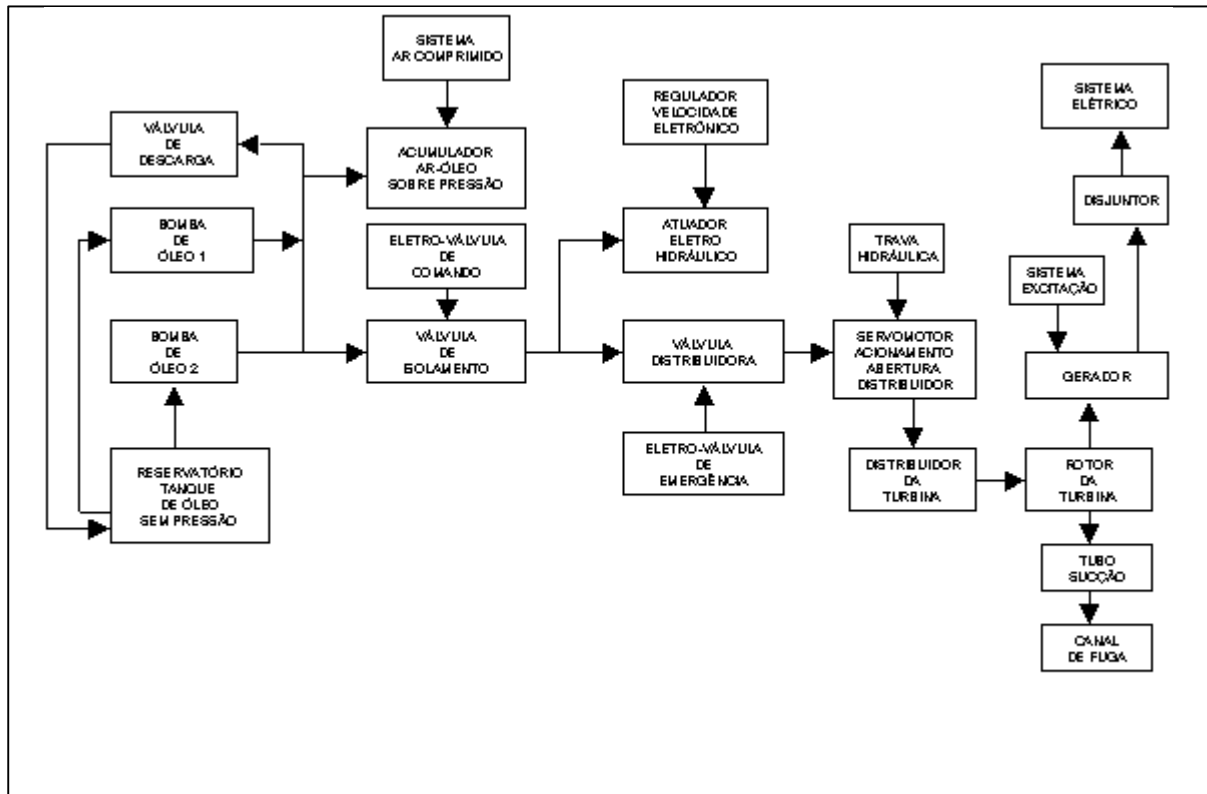 SISTEMA
AR COMPRIMIDO
VÁLVULA
DE
DESCARGA
ACUMULADOR
AR-ÓLEO
SOBRE PRESSÃO
BOMBA
DE
ÓLEO 1
ELETRO-VÁLVULA
DE
COMANDO
BOMBA
DE
ÓLEO 2
VÁLVULA
DE
ISOLAMENTO
RESERVATÓRIO
TANQUE
DE ÓLEO
SEM PRESSÃO
REGULADOR
VELOCIDADE
ELETRÔNICO
ATUADOR
ELETRO
HIDRÁULICO
VÁLVULA
DISTRIBUIDORA
ELETRO-VÁLVULA
DE
EMERGÊNCIA
TRAVA
HIDRÁULICA
SERVOMOTOR
ACIONAMENTO
ABERTURA
DISTRIBUIDOR
DISTRIBUIDOR
DA
TURBINA
SISTEMA
ELÉTRICO
DISJUNTOR
SISTEMA
EXCITAÇÃO
GERADOR
ROTOR
DA
TURBINA
TUBO
SUCÇÃO
CANAL
DE FUGA